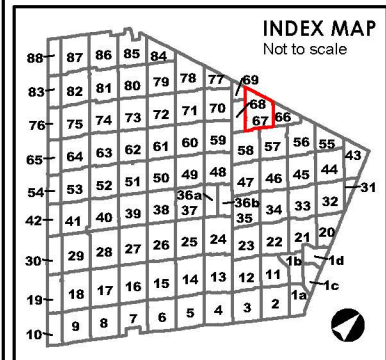 INDEX MAP
Not to scale
88 87 86 85 84
83 82 81 80 79 78 77 69
76 75 74 73 72 71 70 68 67 66
65 64 63 62 61 60 59 58 57 56 55 43
54 53 52 51 50 49 48 47 46 45 44 31
42 41 40 39 38 37 36a 36b 35 34 33 32
30 29 28 27 26 25 24 23 22 21 20
19 18 17 16 15 14 13 12 11 1b 1d
10 9 8 7 6 5 4 3 2 1a 1c